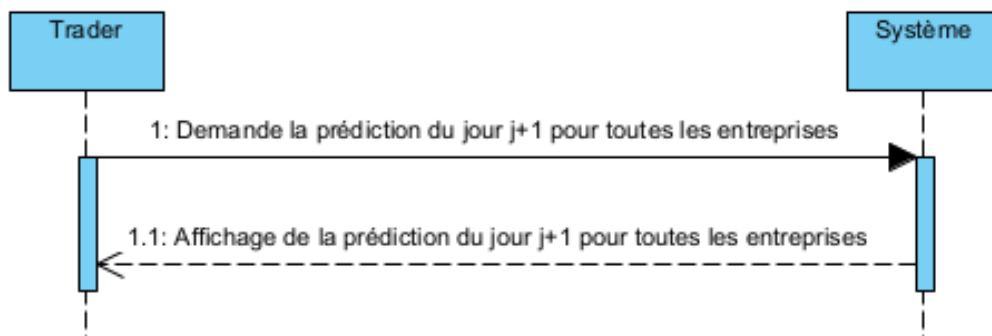 Trader
Système
1: Demande la prédiction du jour j+1 pour toutes les entreprises
1.1: Affichage de la prédiction du jour j+1 pour toutes les entreprises